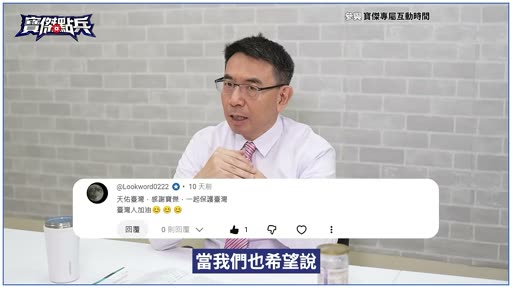 寶傑點兵
參與 寶傑專屬互動時間
@Lookword0222 • 10 天前
天佑臺灣，感謝寶傑，一起保護臺灣
臺灣人加油😊😊😊
回覆 0 則回覆 1
當我們也希望說